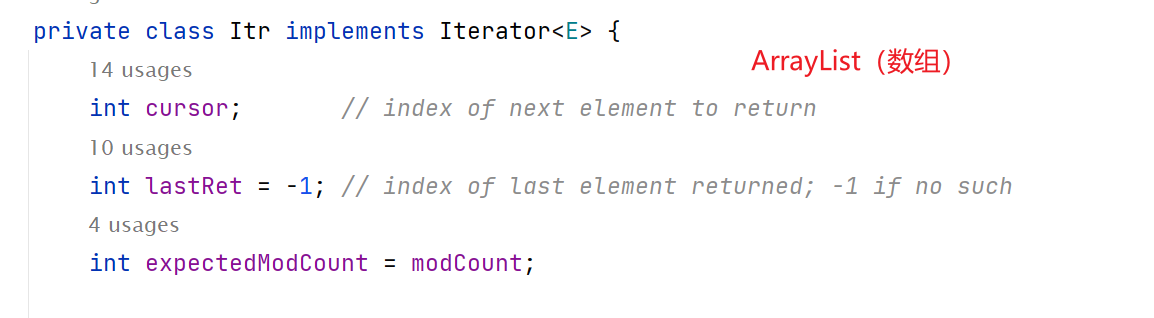 private class Itr implements Iterator<E> {
ArrayList（数组）
14 usages
int cursor;       // index of next element to return
10 usages
int lastRet = -1; // index of last element returned; -1 if no such
4 usages
int expectedModCount = modCount;